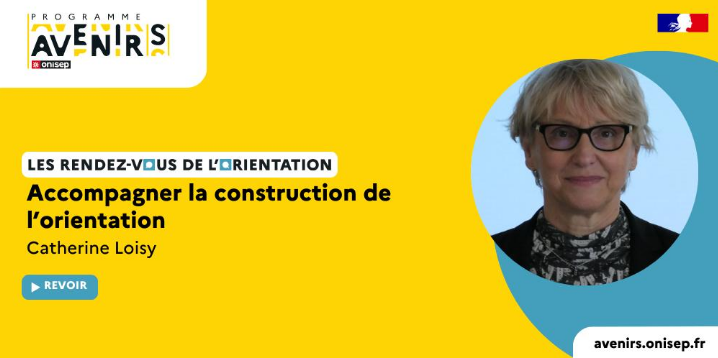 PROGRAMME
AVENIRS
onisep
LES RENDEZ-VOUS DE L'ORIENTATION
Accompagner la construction de
l'orientation
Catherine Loisy
REVOIR
avenirs.onisep.fr